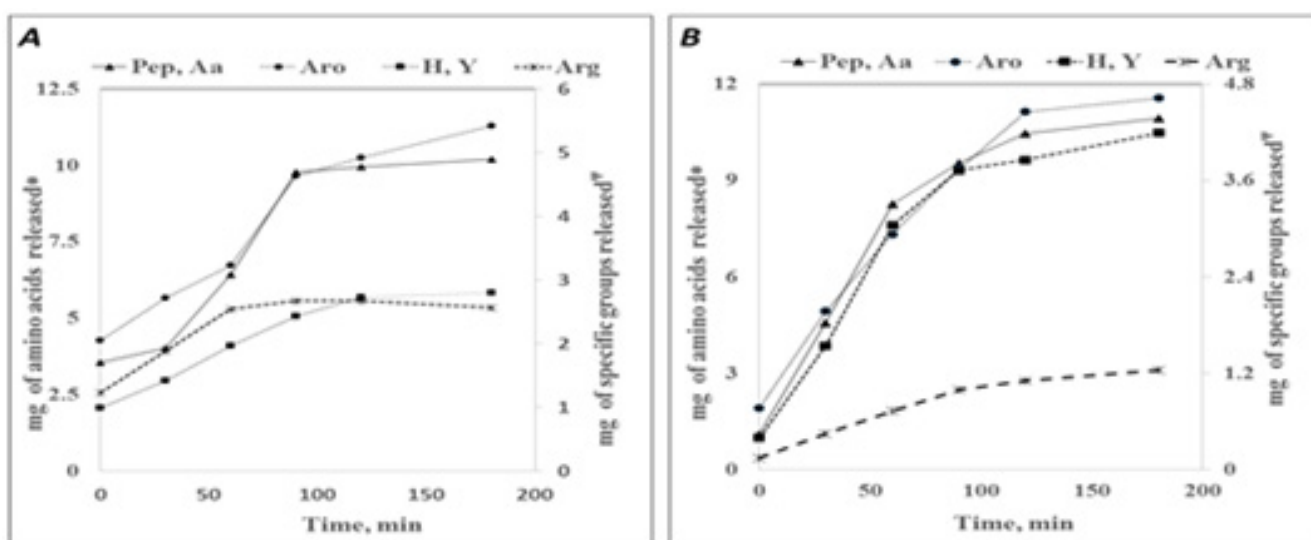 A
Pep, Aa Aro H, Y Arg
12.5
10
7.5
5
2.5
0
mg of amino acids released*
6
5
4
3
2
1
0
mg of specific groups released
0 50 100 150 200
Time, min
B
Pep, Aa Aro H, Y Arg
12
9
6
3
0
mg of amino acids released*
4.8
3.6
2.4
1.2
0
mg of specific groups released
0 50 100 150 200
Time, min